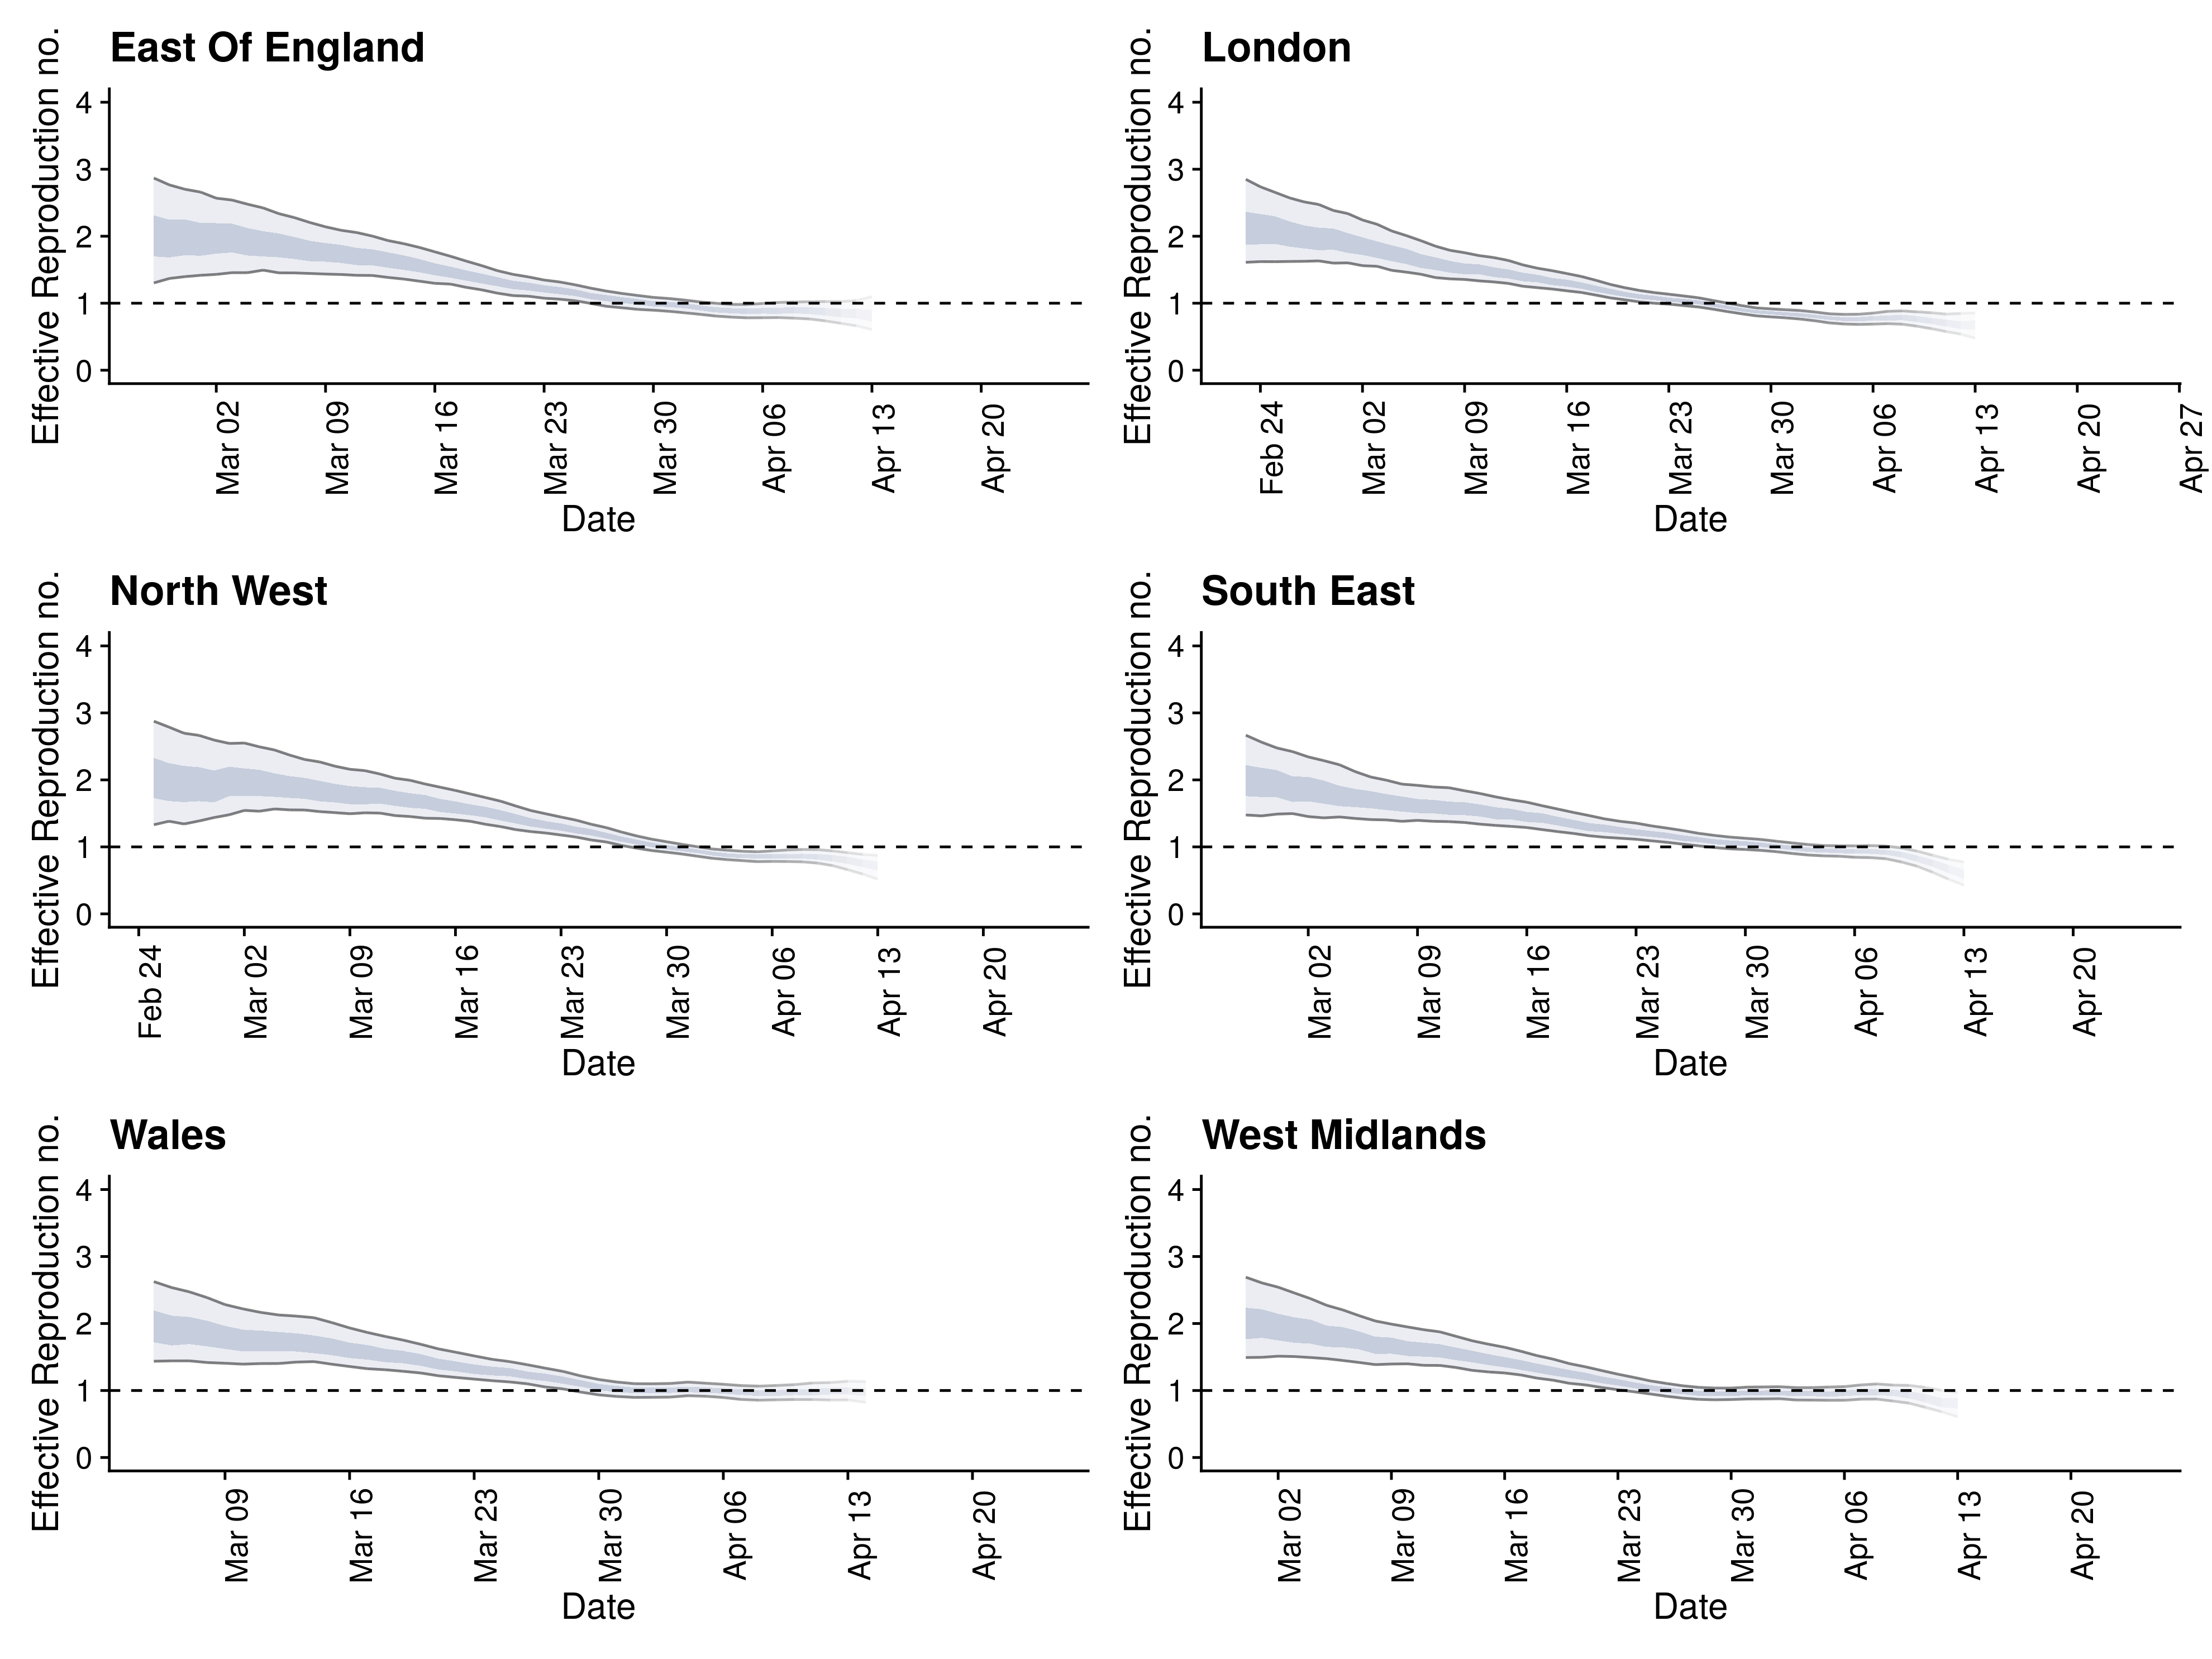 East Of England
Effective Reproduction no.
4
3
2
1
0
Mar 02
Mar 09
Mar 16
Mar 23
Mar 30
Apr 06
Apr 13
Apr 20
Date
London
Effective Reproduction no.
4
3
2
1
0
Feb 24
Mar 02
Mar 09
Mar 16
Mar 23
Mar 30
Apr 06
Apr 13
Apr 20
Apr 27
Date
North West
Effective Reproduction no.
4
3
2
1
0
Feb 24
Mar 02
Mar 09
Mar 16
Mar 23
Mar 30
Apr 06
Apr 13
Apr 20
Date
South East
Effective Reproduction no.
4
3
2
1
0
Mar 02
Mar 09
Mar 16
Mar 23
Mar 30
Apr 06
Apr 13
Apr 20
Date
Wales
Effective Reproduction no.
4
3
2
1
0
Mar 09
Mar 16
Mar 23
Mar 30
Apr 06
Apr 13
Apr 20
Date
West Midlands
Effective Reproduction no.
4
3
2
1
0
Mar 02
Mar 09
Mar 16
Mar 23
Mar 30
Apr 06
Apr 13
Apr 20
Date